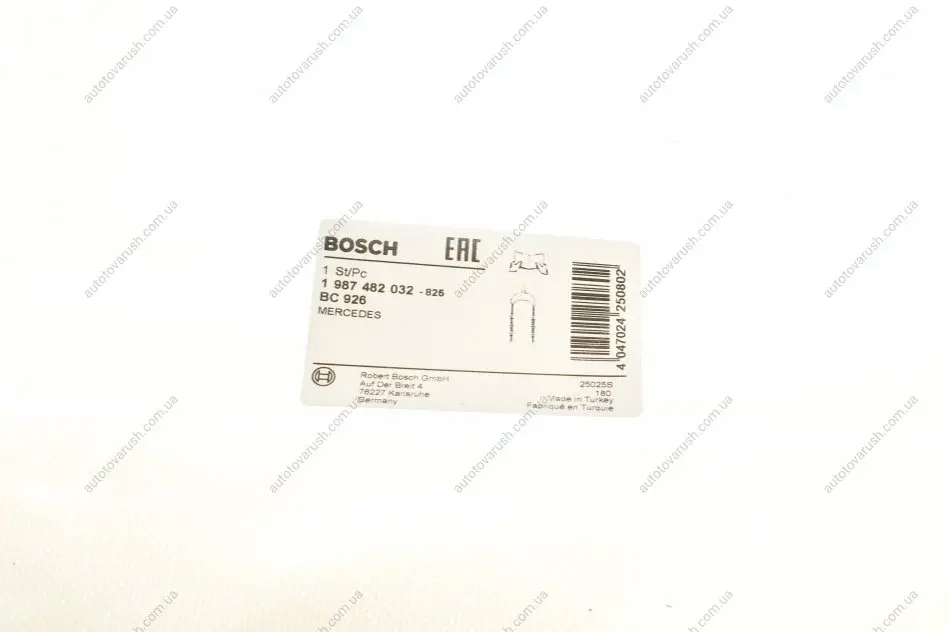 BOSCH
EAC
1 St/Pc
1 987 482 032 - 825
BC 926
MERCEDES
4 047024 250802
Robert Bosch GmbH
Auf Der Breit 4
76227 Karlsruhe
Germany
25025S
180
Made in Turkey
Fabriqué en Turquie
autotovarush.com.ua